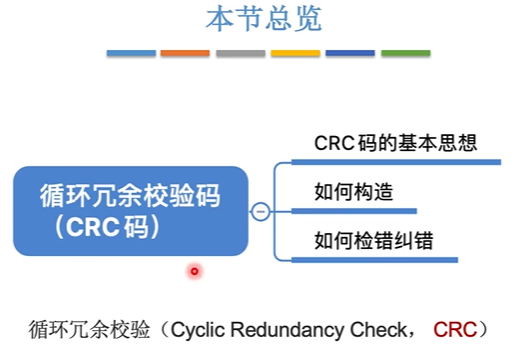 本节总览
循环冗余校验码
（CRC码）
CRC码的基本思想
如何构造
如何检错纠错
循环冗余校验（Cyclic Redundancy Check， CRC）